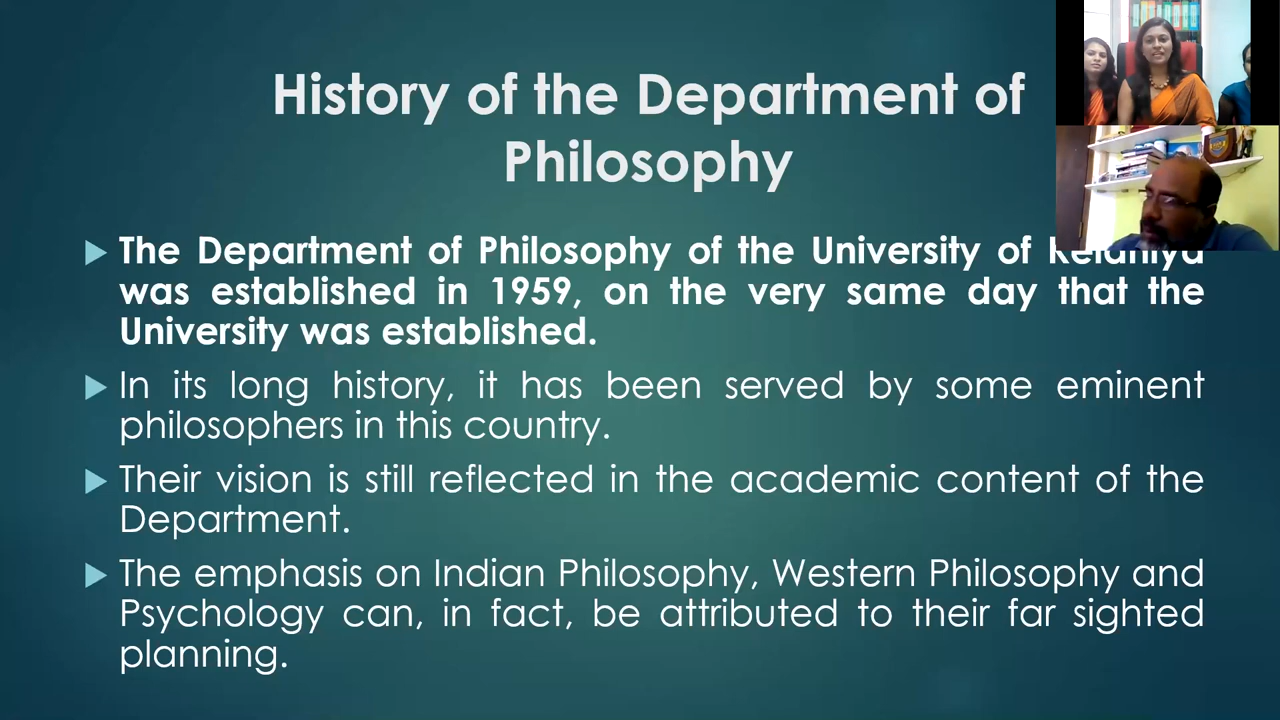 History of the Department of
Philosophy
The Department of Philosophy of the University of Kelaniya
was established in 1959, on the very same day that the
University was established.
In its long history, it has been served by some eminent
philosophers in this country.
Their vision is still reflected in the academic content of the
Department.
The emphasis on Indian Philosophy, Western Philosophy and
Psychology can, in fact, be attributed to their far sighted
planning.